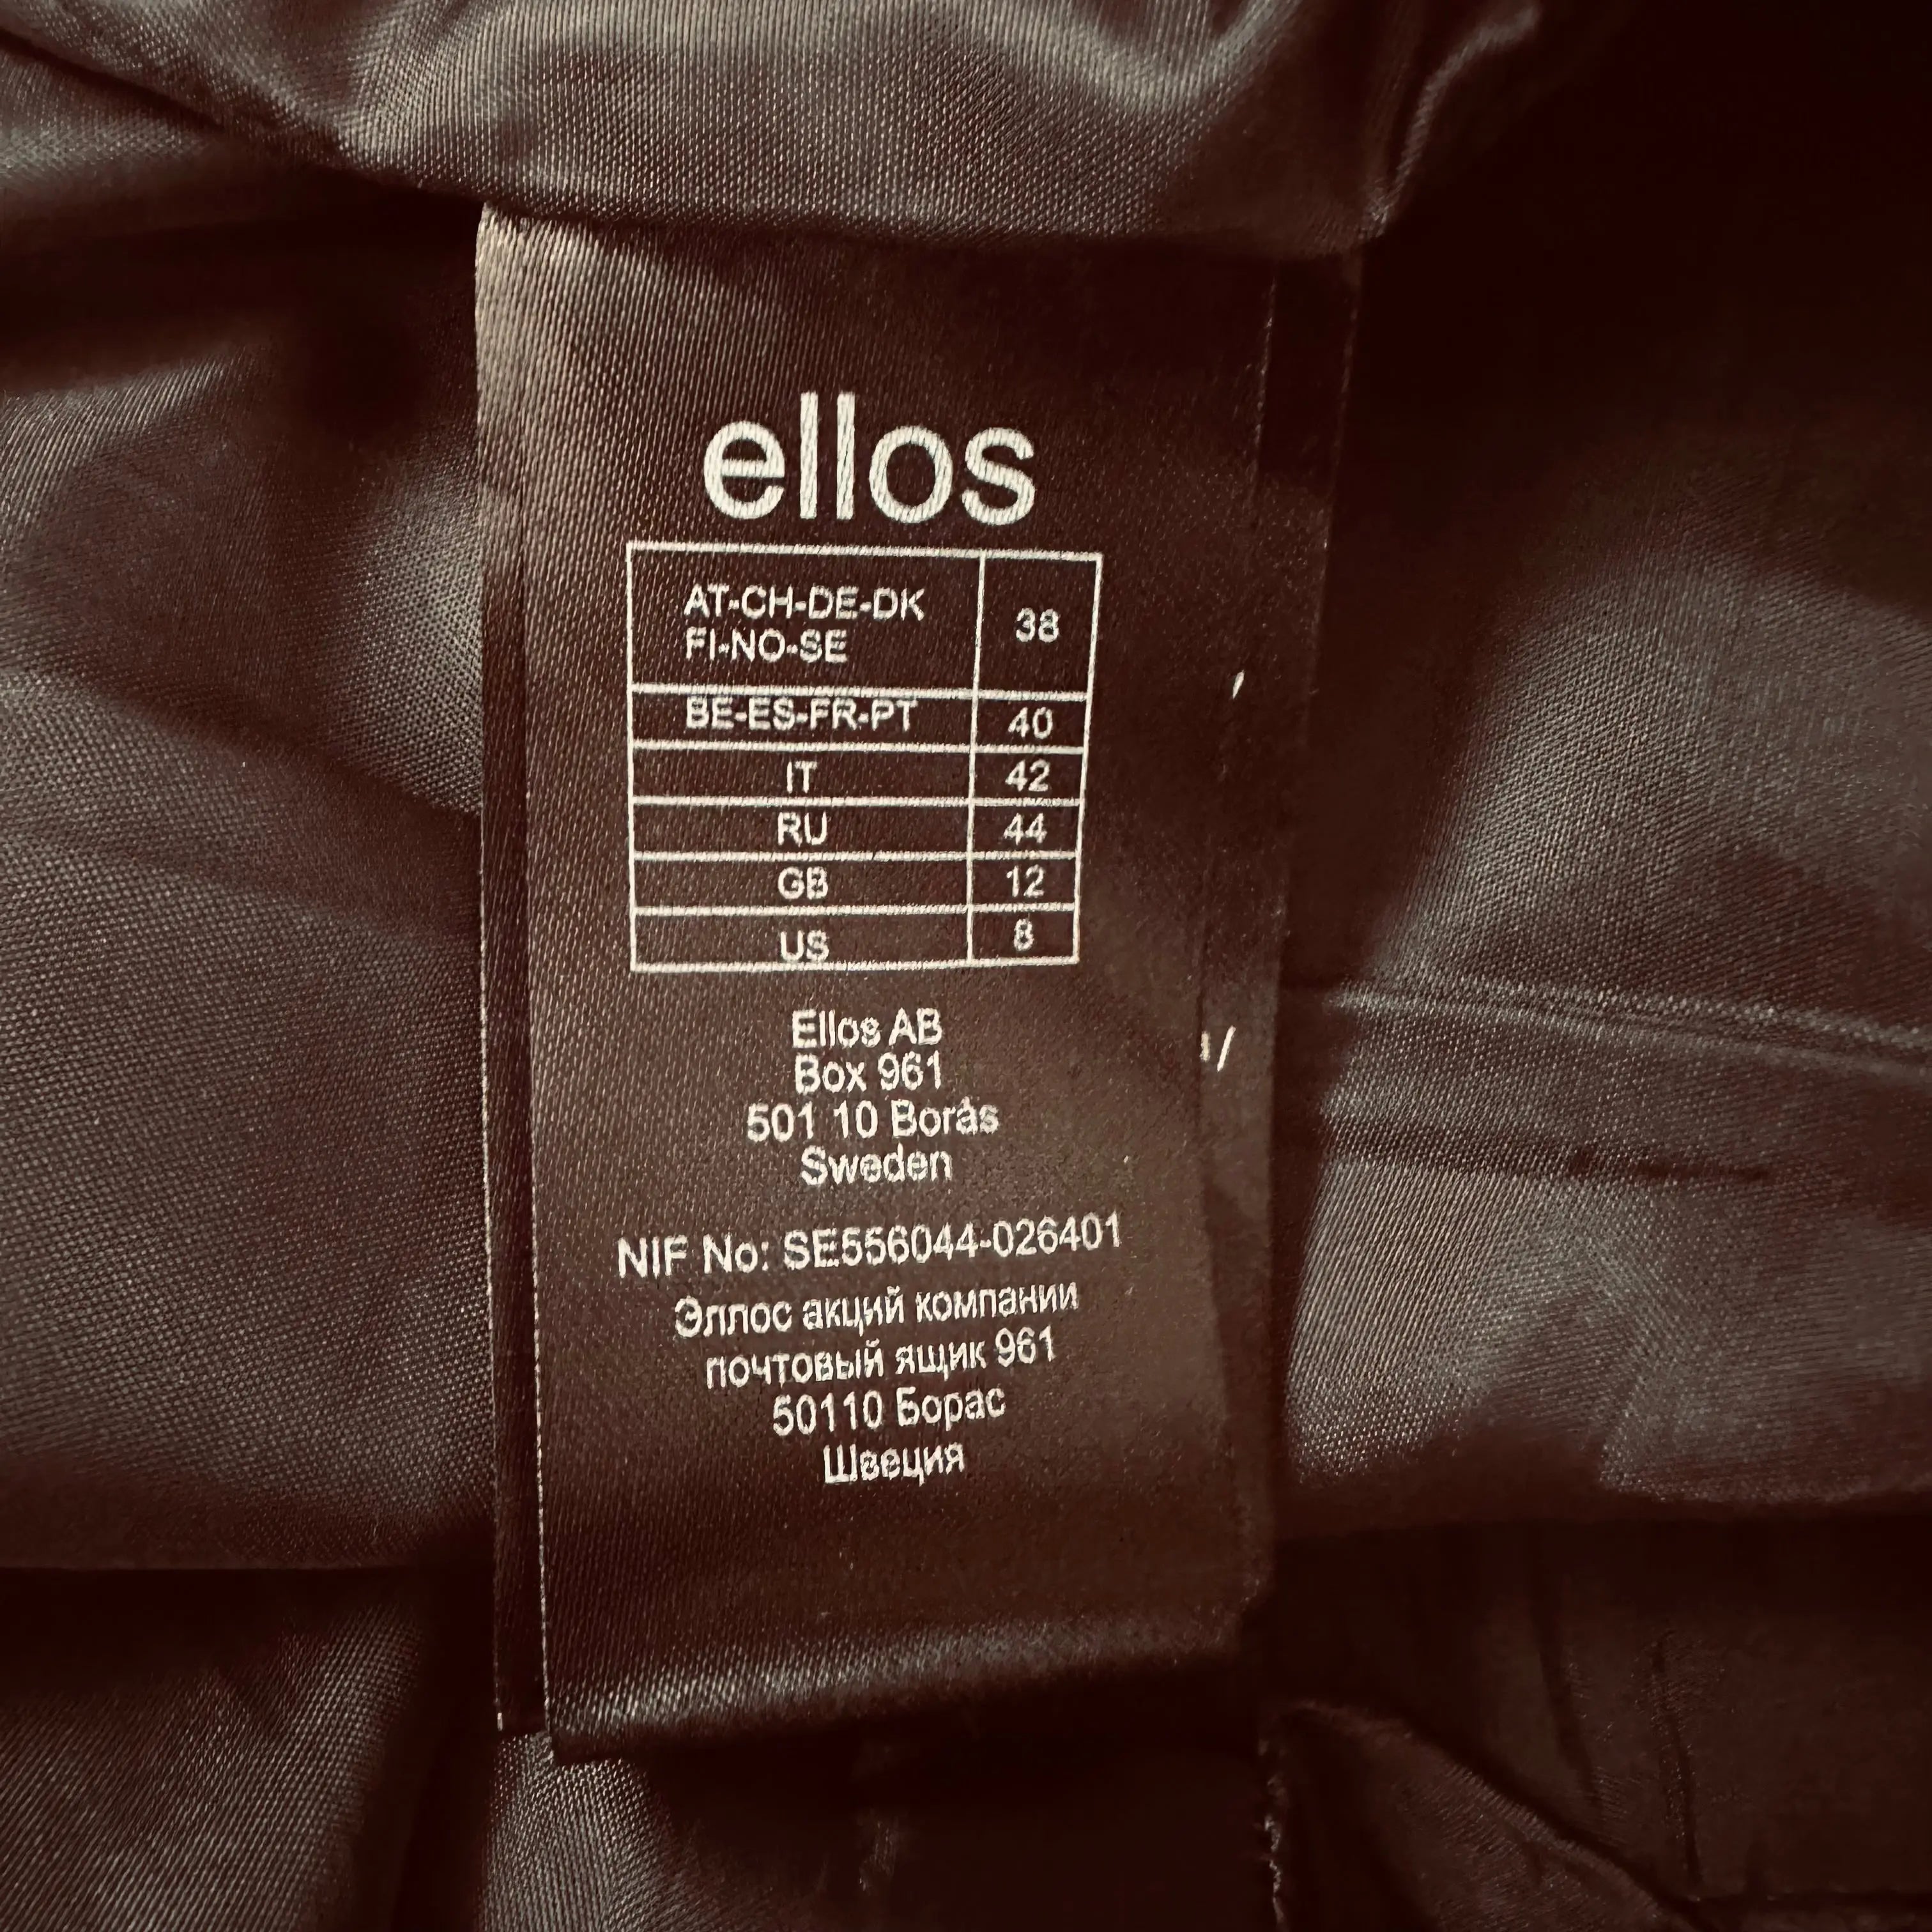 ellos
AT-CH-DE-DK
FI-NO-SE
38
BE-ES-FR-PT 40
IT 42
RU 44
GB 12
US 8
Ellos AB
Box 961
501 10 Borås
Sweden
NIF No: SE556044-026401
Эллос акций компании
почтовый ящик 961
50110 Борас
Швеция